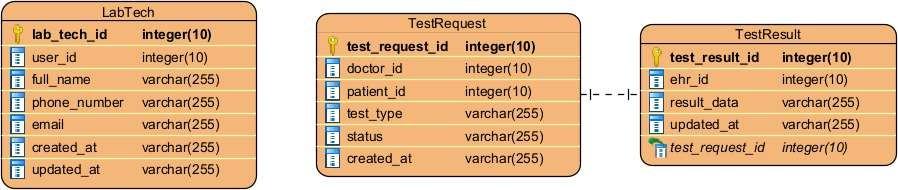 LabTech
lab_tech_id integer(10)
user_id integer(10)
full_name varchar(255)
phone_number varchar(255)
email varchar(255)
created_at varchar(255)
updated_at varchar(255)
TestRequest
test_request_id integer(10)
doctor_id integer(10)
patient_id integer(10)
test_type varchar(255)
status varchar(255)
created_at varchar(255)
TestResult
test_result_id integer(10)
ehr_id integer(10)
result_data varchar(255)
updated_at varchar(255)
test_request_id integer(10)